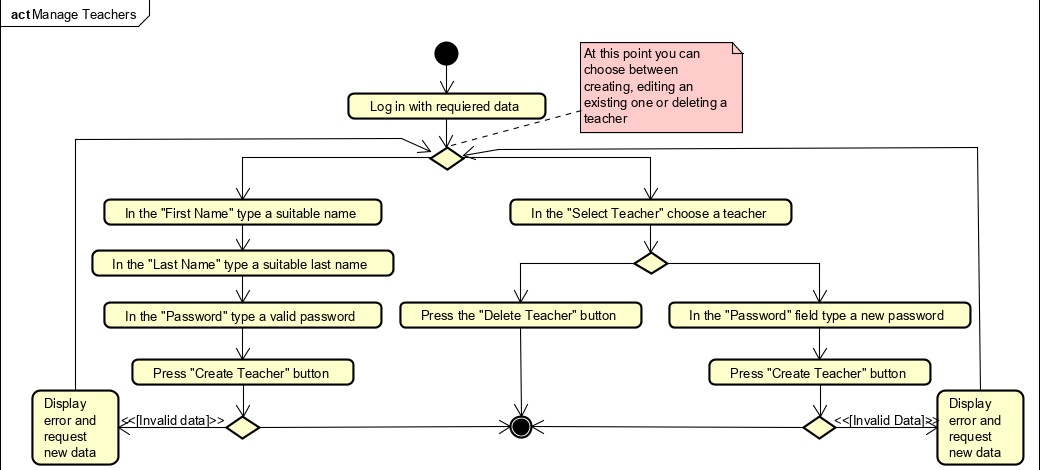 act Manage Teachers
At this point you can
choose between
creating, editing an
existing one or deleting a
teacher
Log in with requiered data
In the "First Name" type a suitable name
In the "Select Teacher" choose a teacher
In the "Last Name" type a suitable last name
In the "Password" type a valid password
Press the "Delete Teacher" button
In the "Password" field type a new password
Press "Create Teacher" button
Press "Create Teacher" button
Display
error and
request
new data
<<[Invalid data]>>
<<[Invalid Data]>>
Display
error and
request
new data